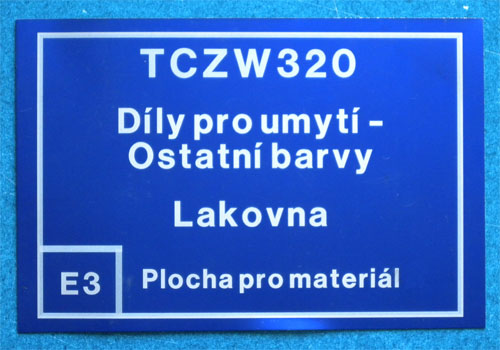 TCZW320
Díly pro umytí -
Ostatní barvy
Lakovna
E3
Plocha pro materiál